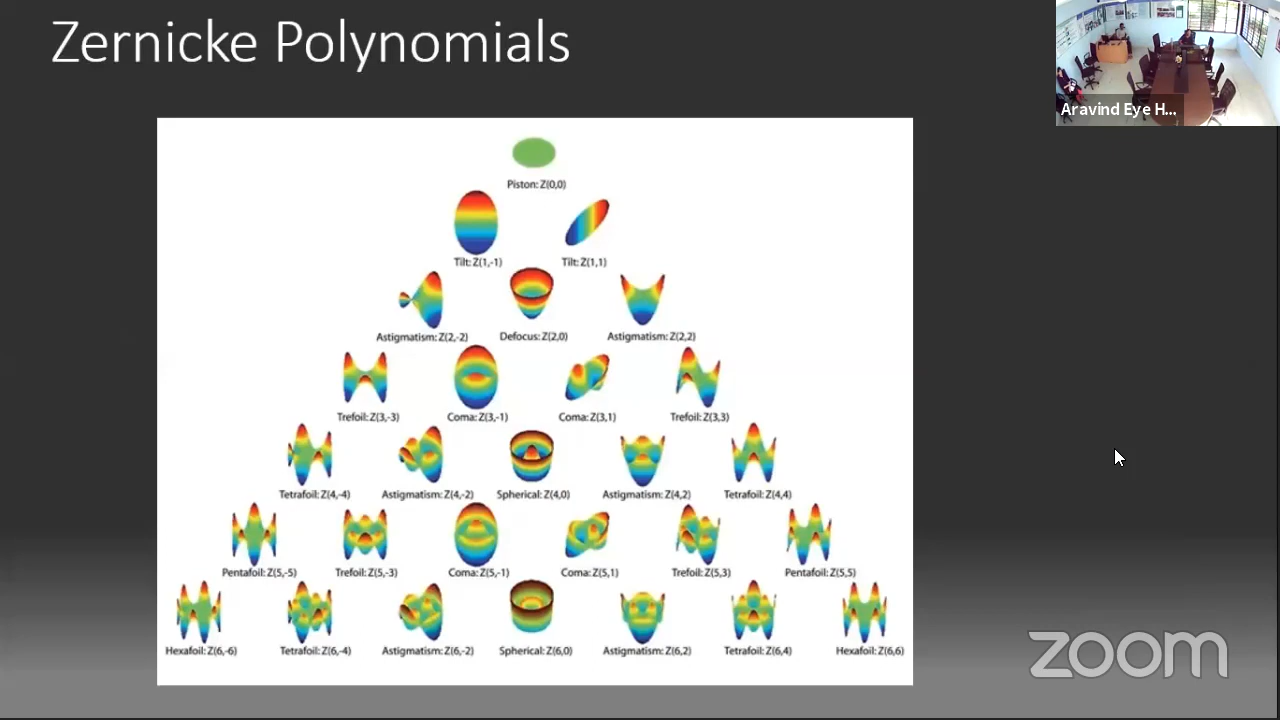 Zernicke Polynomials
Aravind Eye H...
Piston: Z(0,0)
Tilt: Z(1,-1)
Tilt: Z(1,1)
Astigmatism: Z(2,-2)
Defocus: Z(2,0)
Astigmatism: Z(2,2)
Trefoil: Z(3,-3)
Coma: Z(3,-1)
Coma: Z(3,1)
Trefoil: Z(3,3)
Tetrafoil: Z(4,-4)
Astigmatism: Z(4,-2)
Spherical: Z(4,0)
Astigmatism: Z(4,2)
Tetrafoil: Z(4,4)
Pentafoil: Z(5,-5)
Trefoil: Z(5,-3)
Coma: Z(5,-1)
Coma: Z(5,1)
Trefoil: Z(5,3)
Pentafoil: Z(5,5)
Hexafoil: Z(6,-6)
Tetrafoil: Z(6,-4)
Astigmatism: Z(6,-2)
Spherical: Z(6,0)
Astigmatism: Z(6,2)
Tetrafoil: Z(6,4)
Hexafoil: Z(6,6)
zoom